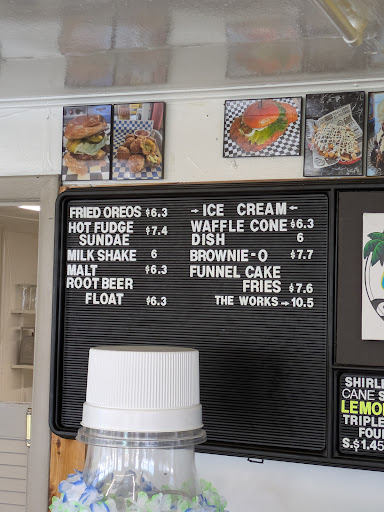 FRIED OREOS $6.3
HOT FUDGE $7.4
SUNDAE
MILK SHAKE 6
MALT $6.3
ROOT BEER
FLOAT $6.3
→ ICE CREAM ←
WAFFLE CONE $6.3
DISH 6
BROWNIE-O $7.7
FUNNEL CAKE
FRIES $7.6
THE WORKS → 10.5
SHIRL
CANE S
LEMO
TRIPLE
FOU
S.$1.45